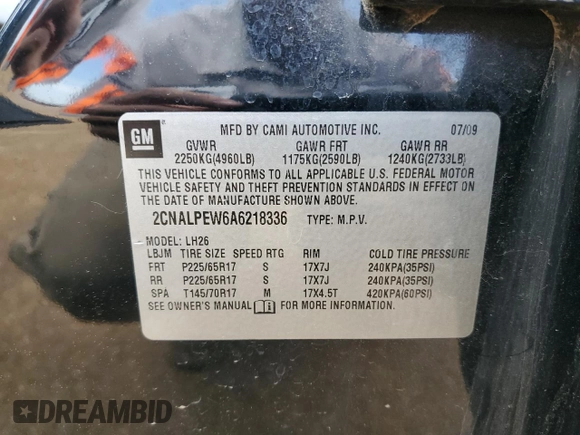 GM
MFD BY CAMI AUTOMOTIVE INC. 07/09
GVWR GAWR FRT GAWR RR
2250KG(4960LB) 1175KG(2590LB) 1240KG(2733LB)
THIS VEHICLE CONFORMS TO ALL APPLICABLE U.S. FEDERAL MOTOR
VEHICLE SAFETY AND THEFT PREVENTION STANDARDS IN EFFECT ON
THE DATE OF MANUFACTURE SHOWN ABOVE.
2CNALPEW6A6218336 TYPE: M.P.V.
MODEL: LH26
LBJM TIRE SIZE SPEED RTG RIM COLD TIRE PRESSURE
FRT P225/65R17 S 17X7J 240KPA(35PSI)
RR P225/65R17 S 17X7J 240KPA(35PSI)
SPA T145/70R17 M 17X4.5T 420KPA(60PSI)
SEE OWNER'S MANUAL FOR MORE INFORMATION.
DREAMBID